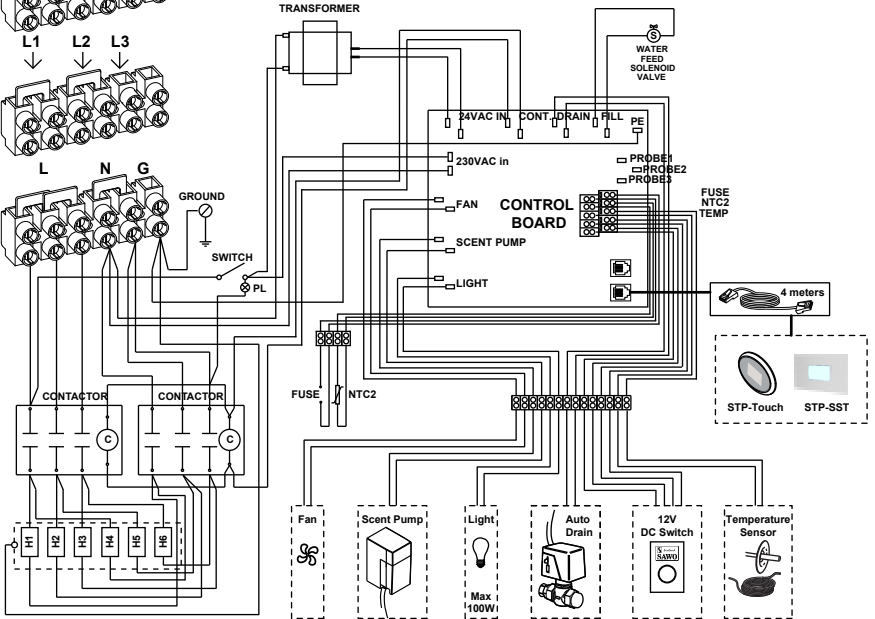 TRANSFORMER
L1 L2 L3
S
WATER
FEED
SOLENOID
VALVE
24VAC IN CONT. DRAIN FILL
PE
230VAC in
PROBE1
PROBE2
PROBE3
L N G
GROUND
FAN
CONTROL
BOARD
FUSE
NTC2
TEMP
SCENT PUMP
SWITCH
PL
LIGHT
4 meters
FUSE
NTC2
STP-Touch STP-SST
CONTACTOR CONTACTOR
C C
H1 H2 H3 H4 H5 H6
Fan
Scent Pump
Light
Max
100W
Auto
Drain
12V
DC Switch
SAWO
Temperature
Sensor